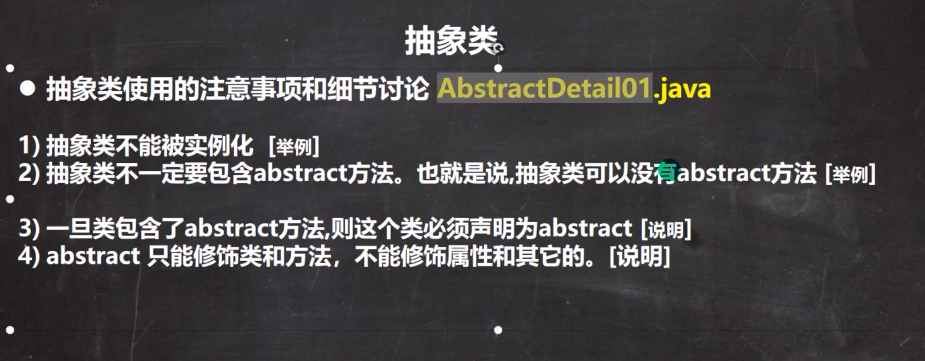 抽象类
● 抽象类使用的注意事项和细节讨论 AbstractDetail01.java
1) 抽象类不能被实例化 [举例]
2) 抽象类不一定要包含abstract方法。也就是说,抽象类可以没有abstract方法 [举例]
3) 一旦类包含了abstract方法,则这个类必须声明为abstract [说明]
4) abstract 只能修饰类和方法，不能修饰属性和其它的。[说明]